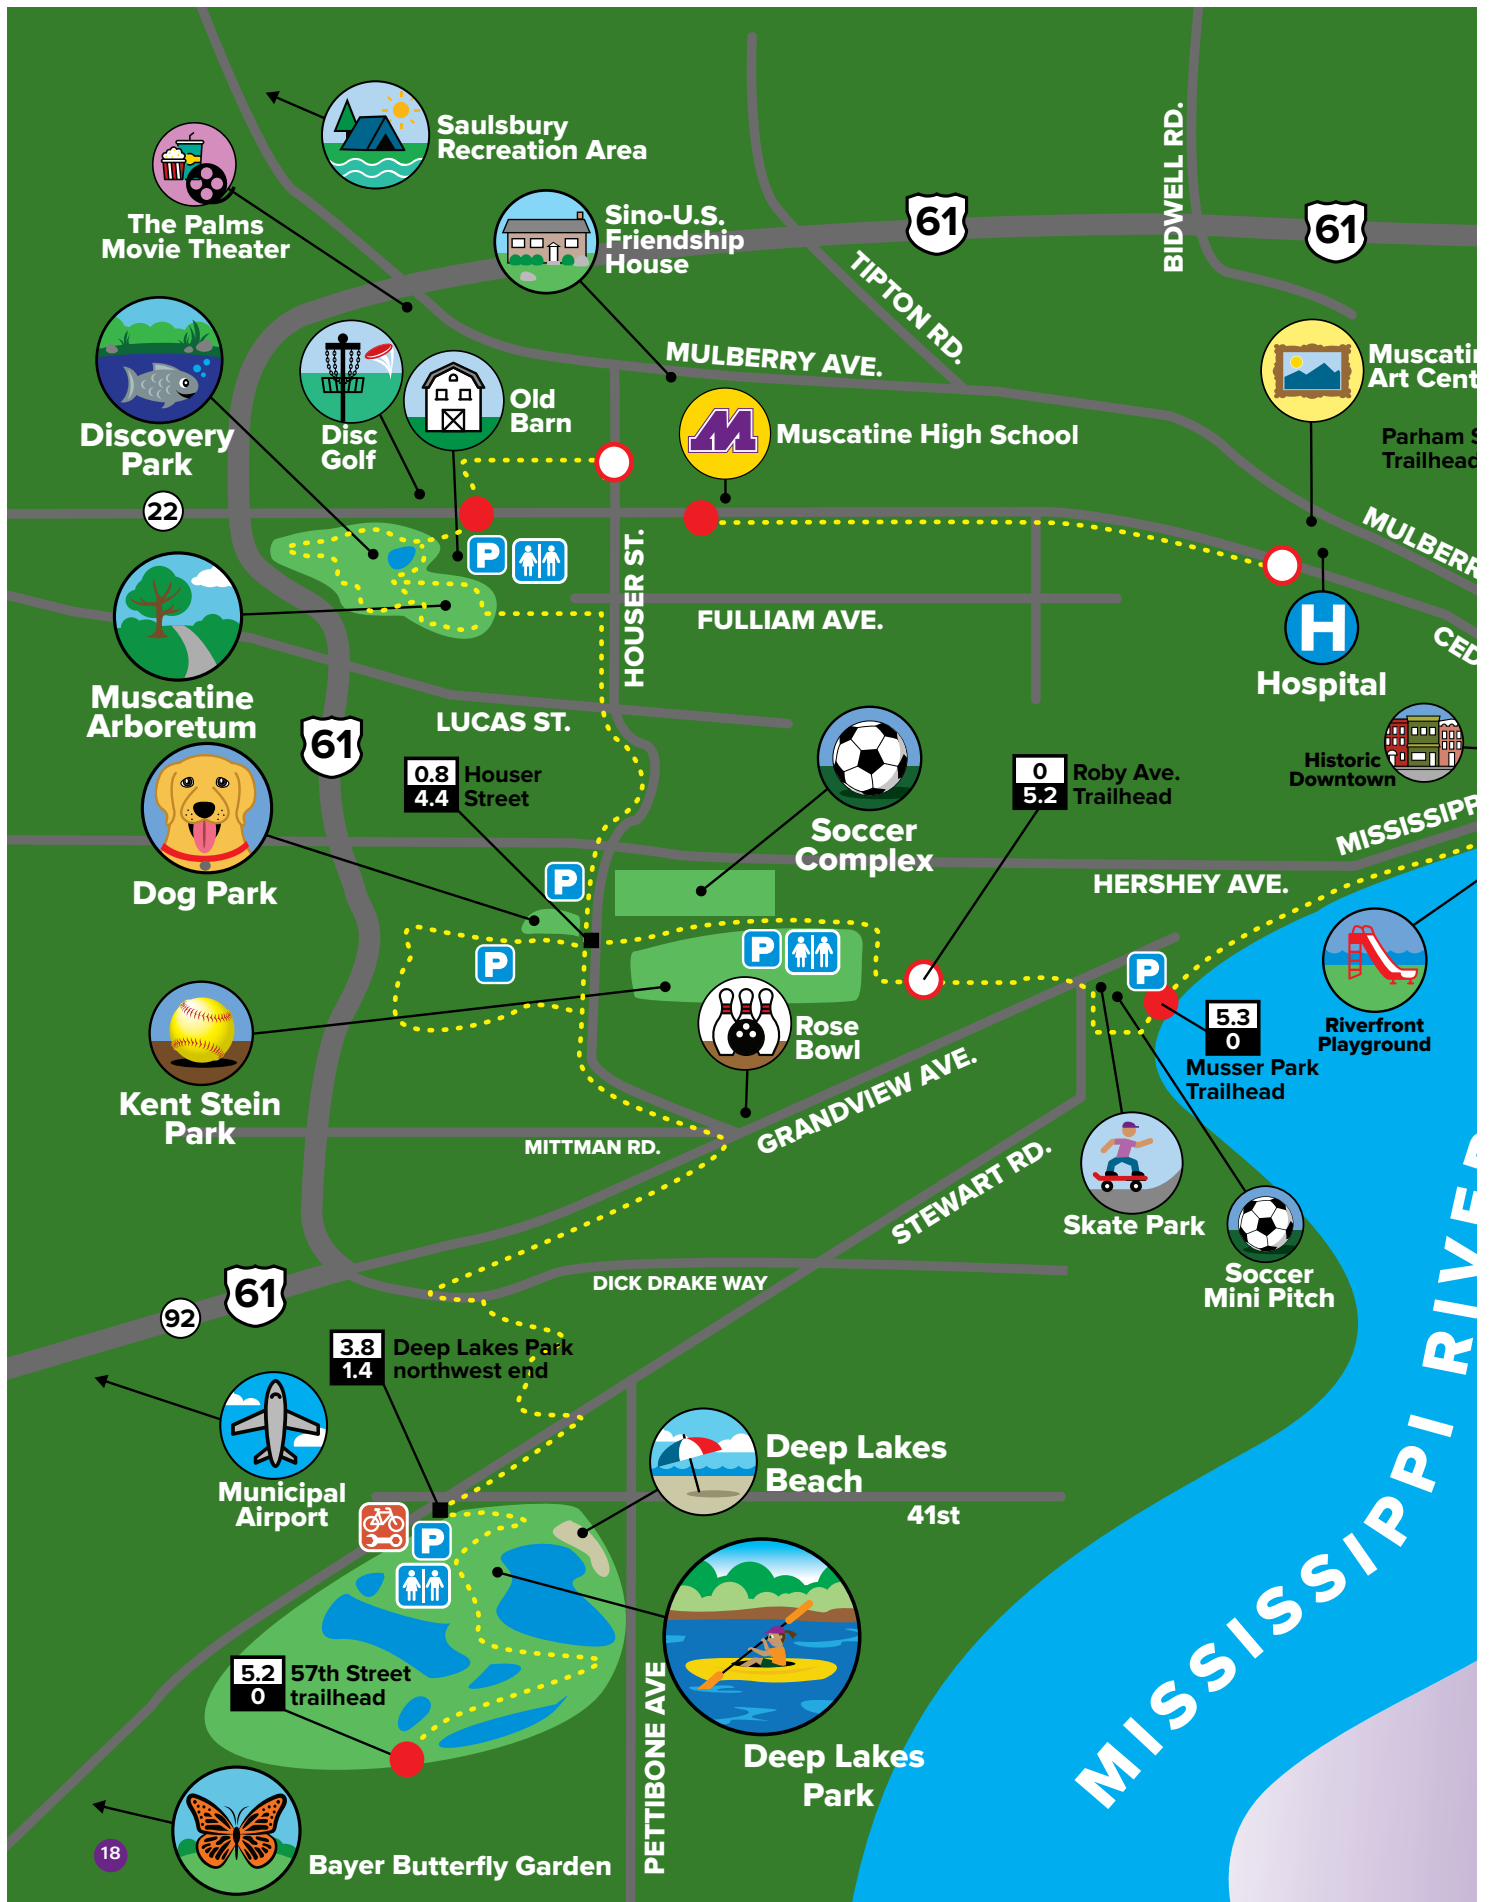 Saulsbury
Recreation Area
The Palms
Movie Theater
Sino-U.S.
Friendship
House
61
BIDWELL RD.
61
TIPTON RD.
MULBERRY AVE.
Discovery
Park
Disc
Golf
Old
Barn
M
Muscatine High School
Muscatin
Art Cent
Parham S
Trailhead
22
MULBERR
P
HOUSER ST.
FULLIAM AVE.
H
Hospital
CED
Muscatine
Arboretum
LUCAS ST.
61
0.8
4.4
Houser
Street
0
5.2
Roby Ave.
Trailhead
Historic
Downtown
MISSISSIPP
Soccer
Complex
HERSHEY AVE.
Dog Park
P
P
P
P
5.3
0
Musser Park
Trailhead
Riverfront
Playground
Rose
Bowl
Kent Stein
Park
MITTMAN RD.
GRANDVIEW AVE.
STEWART RD.
Skate Park
Soccer
Mini Pitch
DICK DRAKE WAY
61
92
3.8
1.4
Deep Lakes Park
northwest end
Municipal
Airport
Deep Lakes
Beach
41st
P
5.2
0
57th Street
trailhead
PETTIBONE AVE
Deep Lakes
Park
MISSISSIPPI RIVER
18
Bayer Butterfly Garden